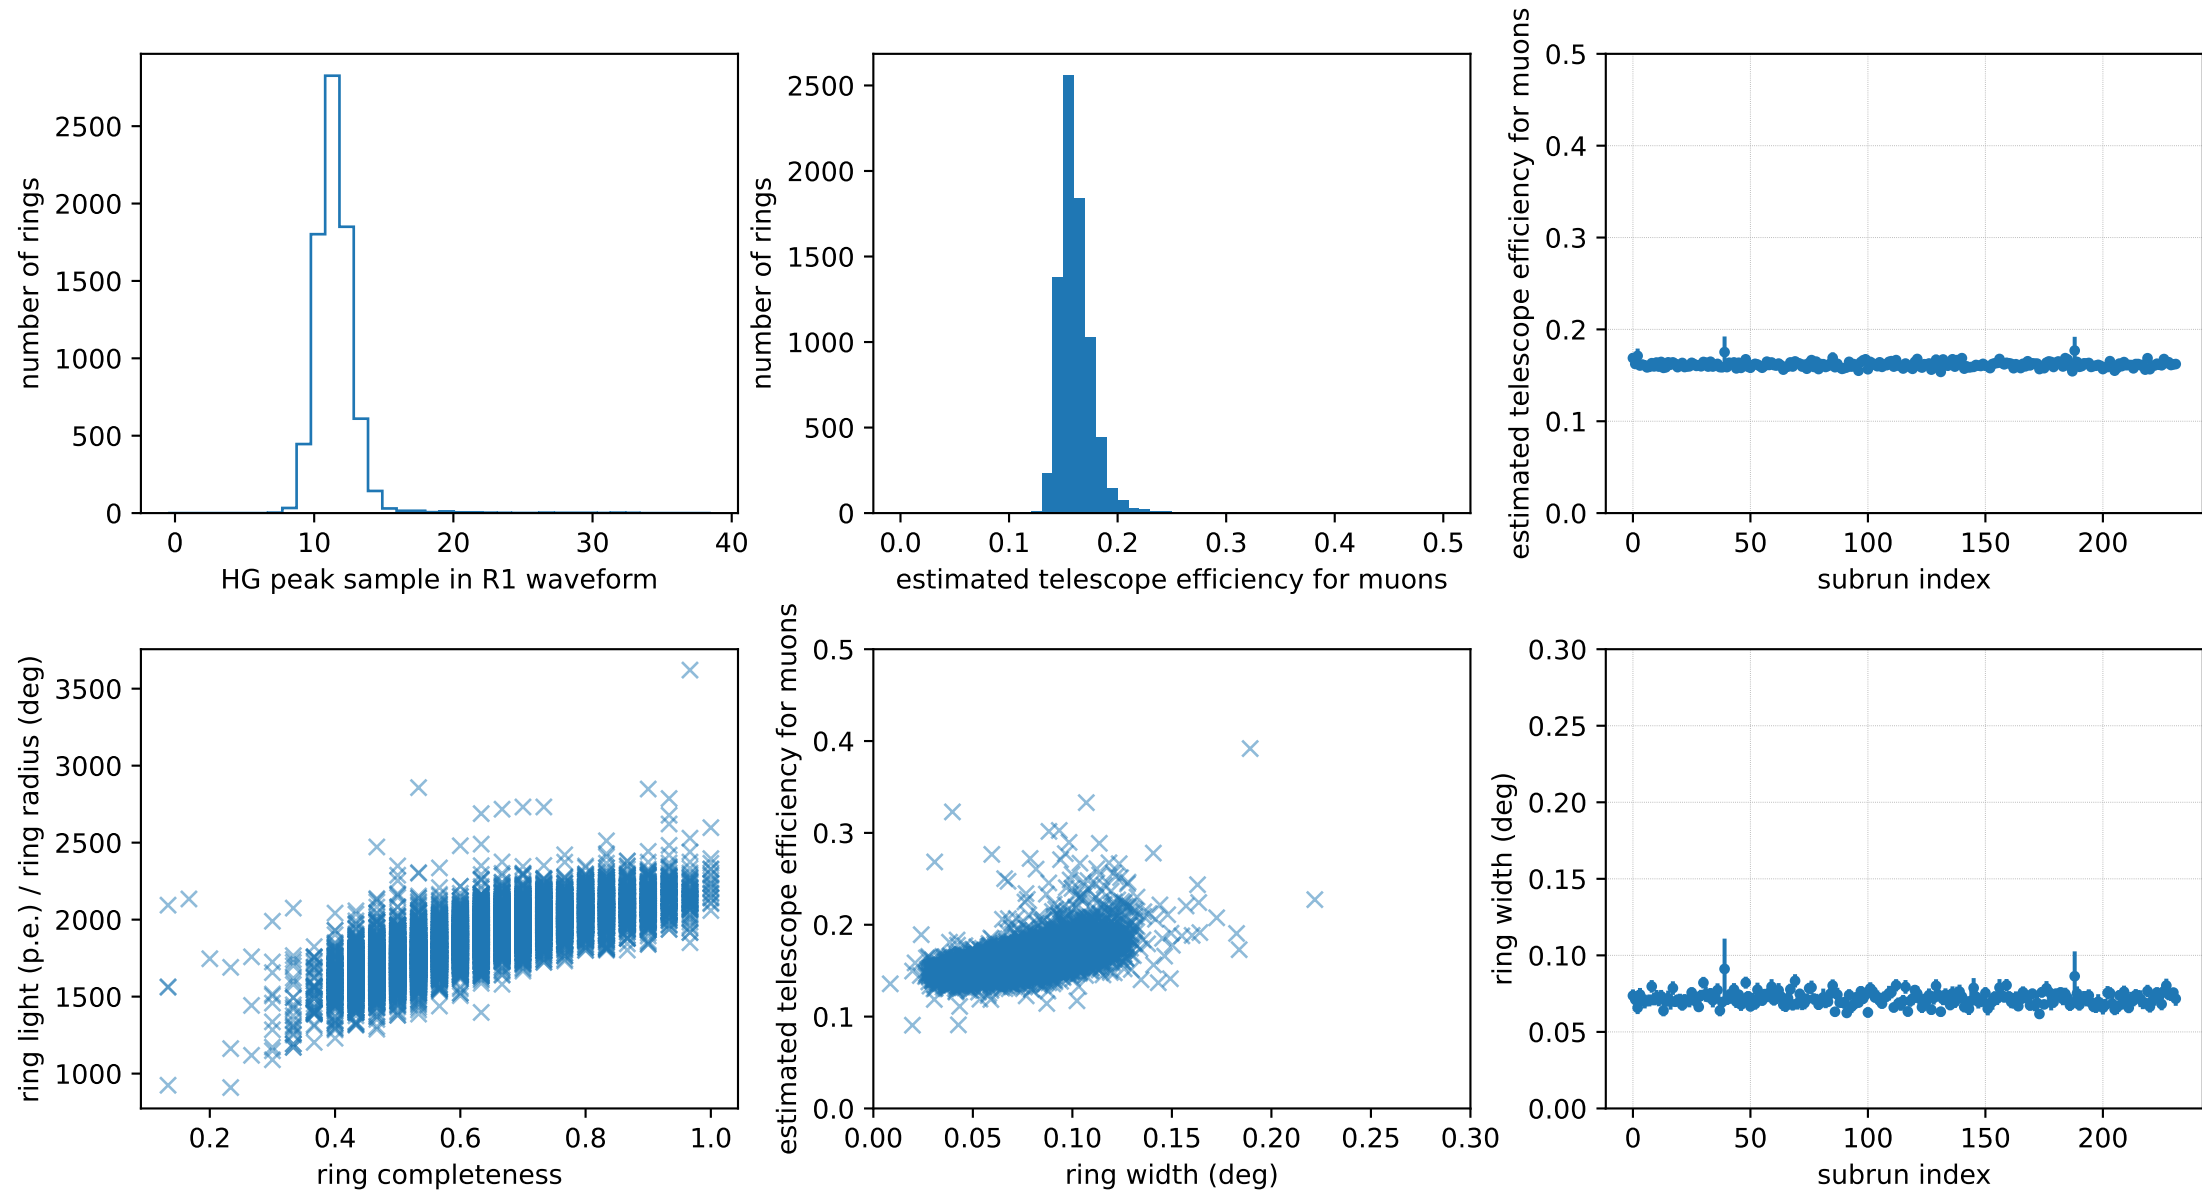 number of rings
2500
2000
1500
1000
500
0
0 10 20 30 40
HG peak sample in R1 waveform
number of rings
2500
2000
1500
1000
500
0
0.0 0.1 0.2 0.3 0.4 0.5
estimated telescope efficiency for muons
estimated telescope efficiency for muons
0.5
0.4
0.3
0.2
0.1
0.0
0 50 100 150 200
subrun index
ring light (p.e.) / ring radius (deg)
3500
3000
2500
2000
1500
1000
0.2 0.4 0.6 0.8 1.0
ring completeness
estimated telescope efficiency for muons
0.5
0.4
0.3
0.2
0.1
0.0
0.00 0.05 0.10 0.15 0.20 0.25 0.30
ring width (deg)
ring width (deg)
0.30
0.25
0.20
0.15
0.10
0.05
0.00
0 50 100 150 200
subrun index